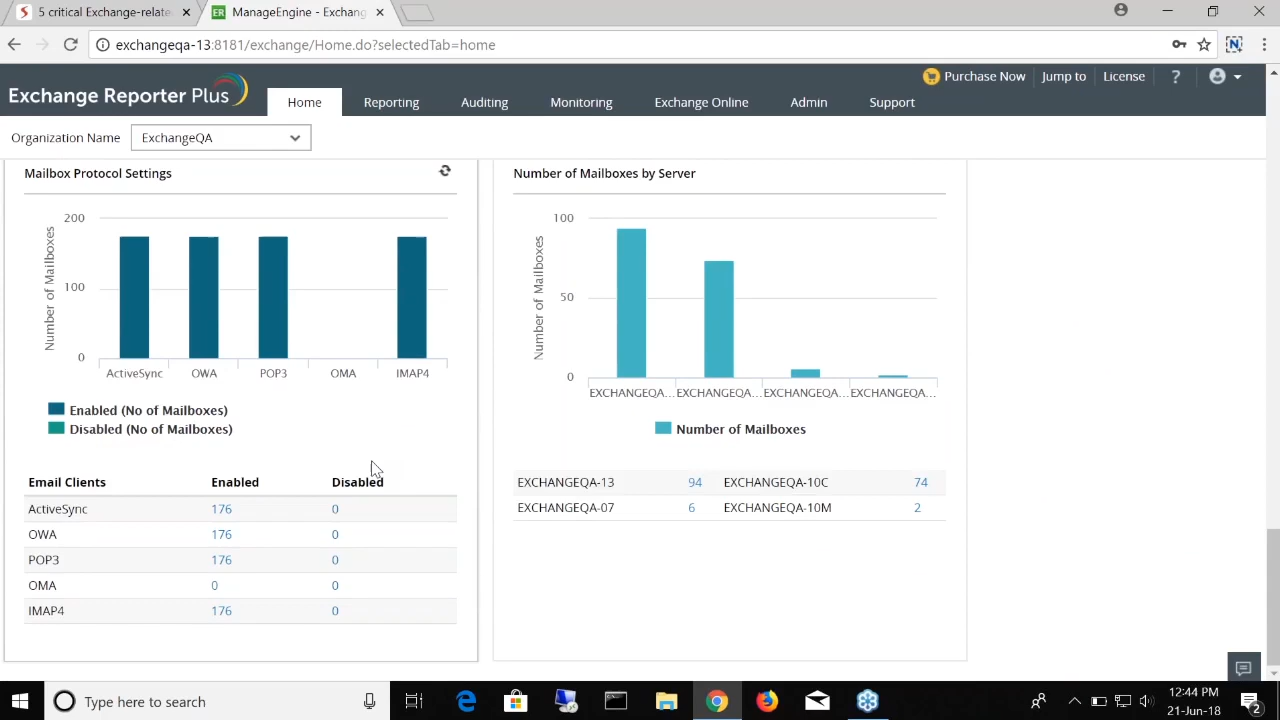 5 critical Exchange-relate
ER ManageEngine - Exchang
exchangeqa-13:8181/exchange/Home.do?selectedTab=home
Purchase Now Jump to License ?
Exchange Reporter Plus
Home Reporting Auditing Monitoring Exchange Online Admin Support
Organization Name ExchangeQA
Mailbox Protocol Settings
200
100
0
Number of Mailboxes
ActiveSync OWA POP3 OMA IMAP4
Enabled (No of Mailboxes)
Disabled (No of Mailboxes)
Email Clients Enabled Disabled
ActiveSync 176 0
OWA 176 0
POP3 176 0
OMA 0 0
IMAP4 176 0
Number of Mailboxes by Server
100
50
0
Number of Mailboxes
EXCHANGEQA... EXCHANGEQA... EXCHANGEQA... EXCHANGEQA...
Number of Mailboxes
EXCHANGEQA-13 94 EXCHANGEQA-10C 74
EXCHANGEQA-07 6 EXCHANGEQA-10M 2
Type here to search
12:44 PM
21-Jun-18
2